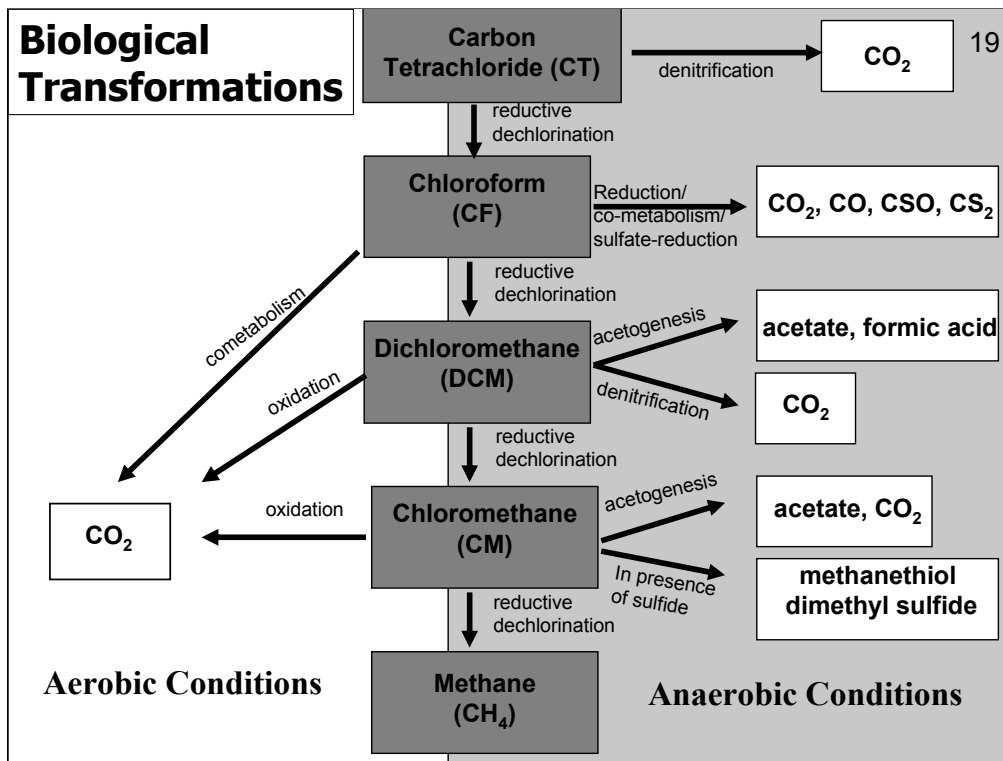 Biological
Transformations
19
Carbon
Tetrachloride (CT)
denitrification
CO₂
reductive
dechlorination
Chloroform
(CF)
Reduction/
co-metabolism/
sulfate-reduction
CO₂, CO, CSO, CS₂
cometabolism
reductive
dechlorination
Dichloromethane
(DCM)
acetogenesis
acetate, formic acid
denitrification
CO₂
oxidation
reductive
dechlorination
Chloromethane
(CM)
acetogenesis
acetate, CO₂
In presence
of sulfide
methanethiol
dimethyl sulfide
oxidation
CO₂
reductive
dechlorination
Methane
(CH₄)
Aerobic Conditions
Anaerobic Conditions